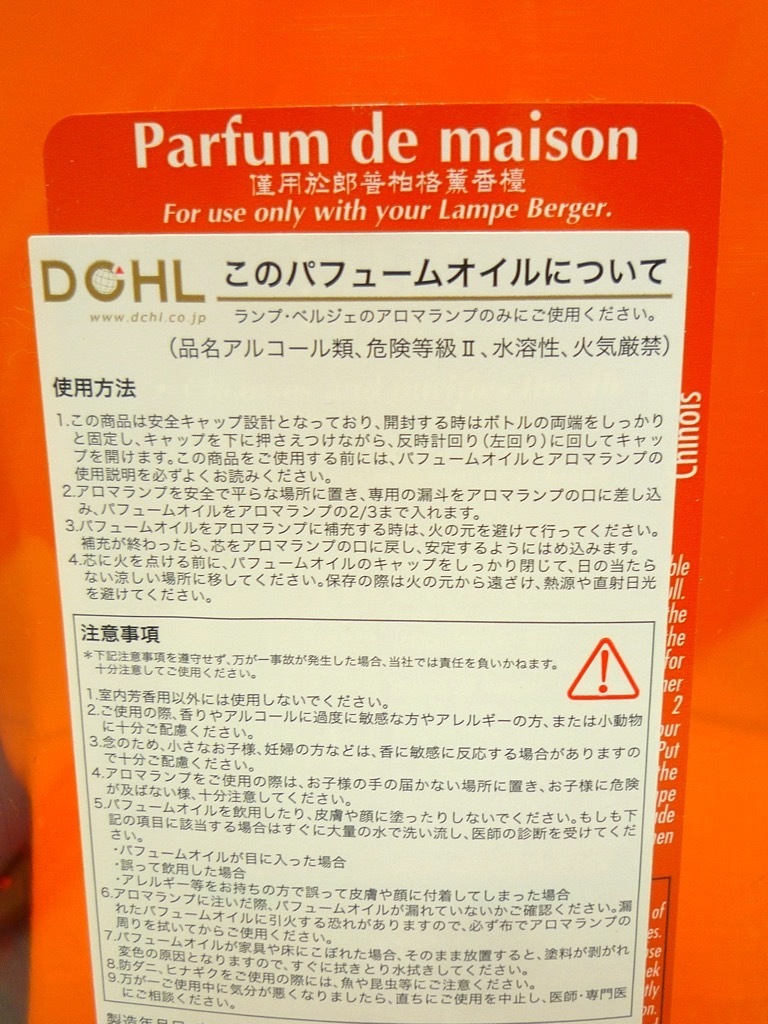 Parfum de maison
僅用於郎普柏格薰香檯
For use only with your Lampe Berger.
DCHL
www.dchl.co.jp
このパフュームオイルについて
ランプ・ベルジェのアロマランプのみにご使用ください。
（品名アルコール類、危険等級Ⅱ、水溶性、火気厳禁）
使用方法
1.この商品は安全キャップ設計となっており、開封する時はボトルの両端をしっかり
と固定し、キャップを下に押さえつけながら、反時計回り（左回り）に回してキャッ
プを開けます。この商品をご使用する前には、パフュームオイルとアロマランプの
使用説明を必ずよくお読みください。
2.アロマランプを安全で平らな場所に置き、専用の漏斗をアロマランプの口に差し込
み、パフュームオイルをアロマランプの2/3まで入れます。
3.パフュームオイルをアロマランプに補充する時は、火の元を避けて行ってください。
補充が終わったら、芯をアロマランプの口に戻し、安定するようにはめ込みます。
4.芯に火を点ける前に、パフュームオイルのキャップをしっかり閉じて、日の当たら
ない涼しい場所に移してください。保存の際は火の元から遠ざけ、熱源や直射日光
を避けてください。
注意事項
＊下記注意事項を遵守せず、万が一事故が発生した場合、当社では責任を負いかねます。
十分注意してご使用ください。
1.室内芳香用以外には使用しないでください。
2.ご使用の際、香りやアルコールに過度に敏感な方やアレルギーの方、または小動物
に十分ご配慮ください。
3.念のため、小さなお子様、妊婦の方などは、香に敏感に反応する場合がありますの
で十分ご配慮ください。
4.アロマランプをご使用の際は、お子様の手の届かない場所に置き、お子様に危険
が及ばない様、十分注意してください。
5.パフュームオイルを飲用したり、皮膚や顔に塗ったりしないでください。もしも下
記の項目に該当する場合はすぐに大量の水で洗い流し、医師の診断を受けてくだ
さい。
・パフュームオイルが目に入った場合
・誤って飲用した場合
・アレルギー等をお持ちの方で誤って皮膚や顔に付着してしまった場合
6.アロマランプに注いだ際、パフュームオイルが漏れていないかご確認ください。漏
れたパフュームオイルに引火する恐れがありますので、必ず布でアロマランプの
周りを拭いてからご使用ください。
7.パフュームオイルが家具や床にこぼれた場合、そのまま放置すると、塗料が剥がれ
変色の原因となりますので、すぐに拭きとり水拭きしてください。
8.防ダニ、ヒナギクをご使用の際には、魚や昆虫等にご注意ください。
9.万が一ご使用中に気分が悪くなりましたら、直ちにご使用を中止し、医師・専門医
にご相談ください。
Chinois
the
the
for
2
Put
the
of